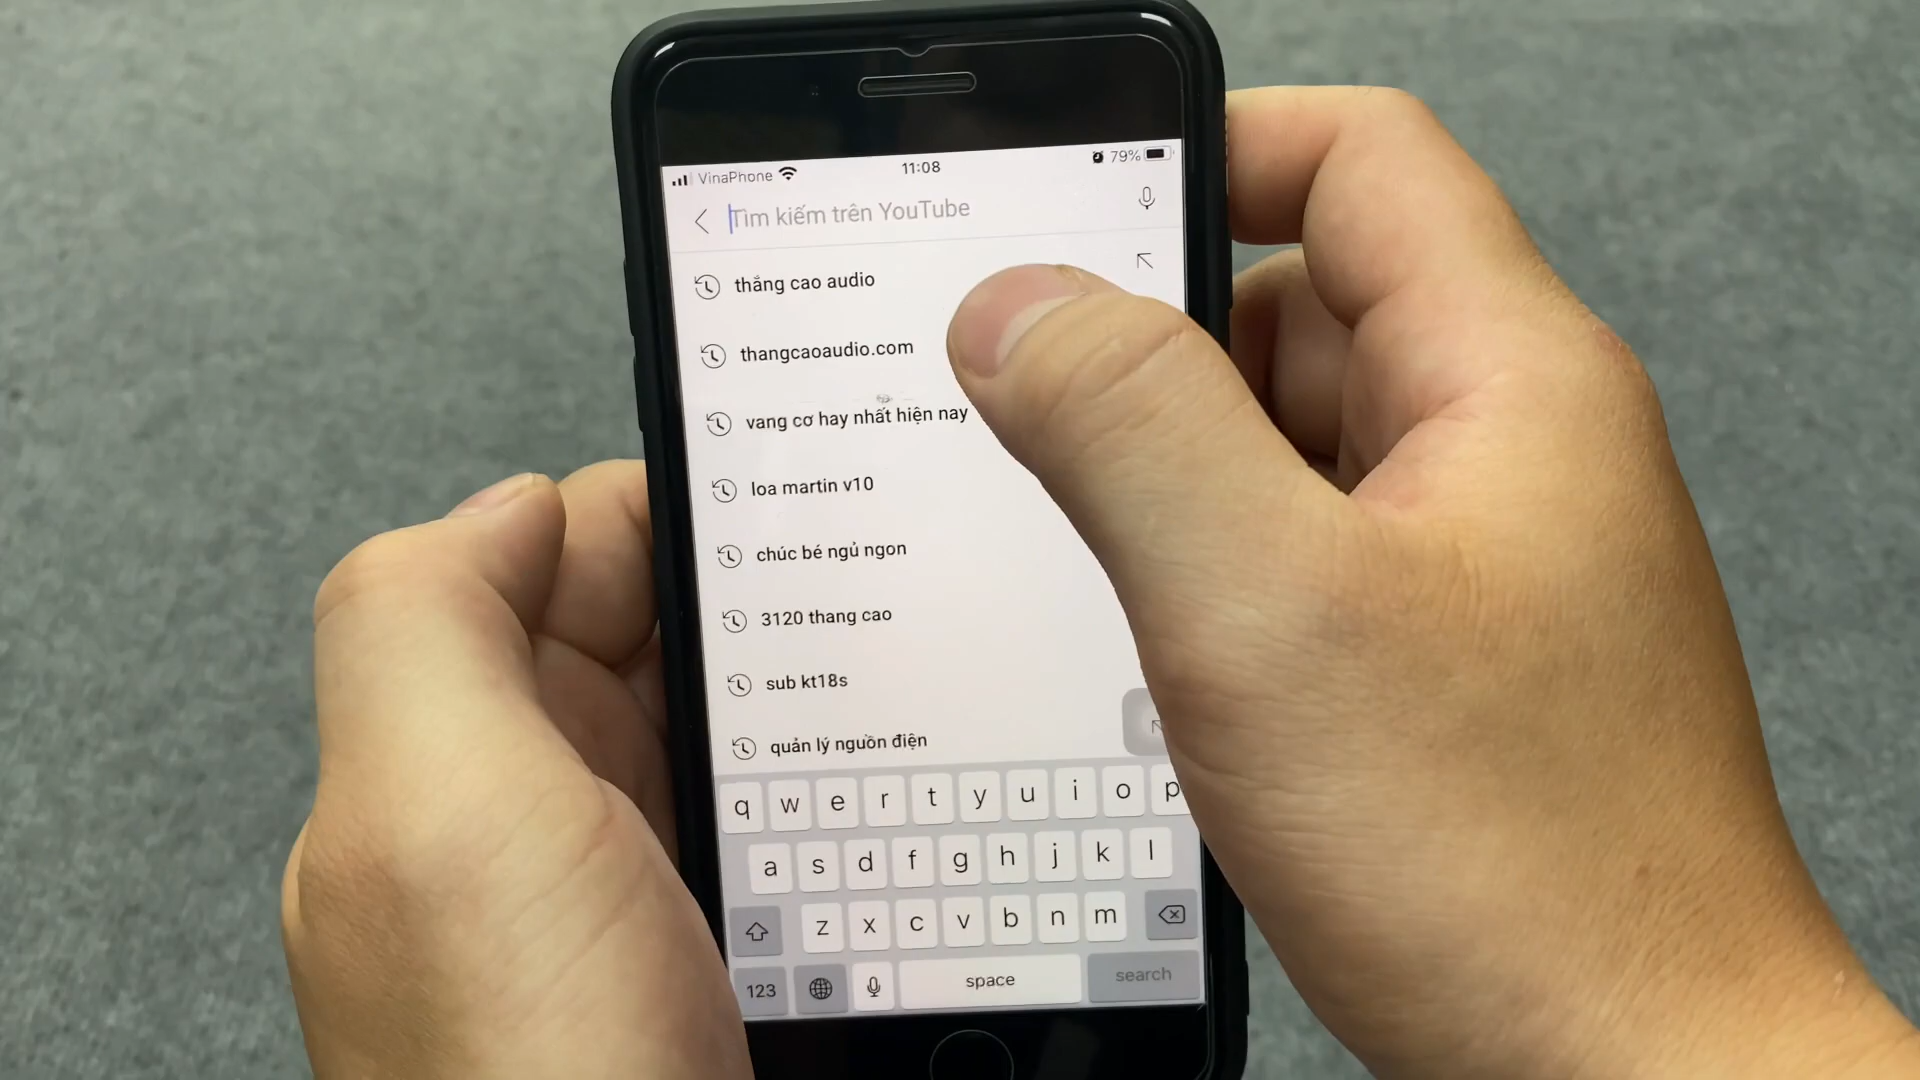 VinaPhone 11:08 79%
Tìm kiếm trên YouTube
thắng cao audio
thangcaoaudio.com
vang cơ hay nhất hiện nay
loa martin v10
chúc bé ngủ ngon
3120 thang cao
sub kt18s
quản lý nguồn điện
q w e r t y u i o p
a s d f g h j k l
z x c v b n m
123 space search